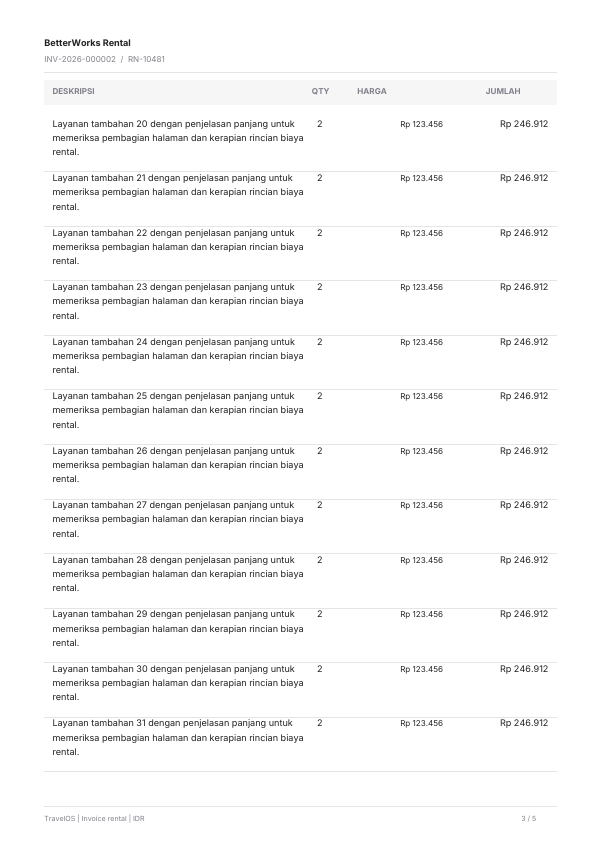 BetterWorks Rental
INV-2026-000002 / RN-10481
DESKRIPSI QTY HARGA JUMLAH
Layanan tambahan 20 dengan penjelasan panjang untuk 2 Rp 123.456 Rp 246.912
memeriksa pembagian halaman dan kerapian rincian biaya
rental.
Layanan tambahan 21 dengan penjelasan panjang untuk 2 Rp 123.456 Rp 246.912
memeriksa pembagian halaman dan kerapian rincian biaya
rental.
Layanan tambahan 22 dengan penjelasan panjang untuk 2 Rp 123.456 Rp 246.912
memeriksa pembagian halaman dan kerapian rincian biaya
rental.
Layanan tambahan 23 dengan penjelasan panjang untuk 2 Rp 123.456 Rp 246.912
memeriksa pembagian halaman dan kerapian rincian biaya
rental.
Layanan tambahan 24 dengan penjelasan panjang untuk 2 Rp 123.456 Rp 246.912
memeriksa pembagian halaman dan kerapian rincian biaya
rental.
Layanan tambahan 25 dengan penjelasan panjang untuk 2 Rp 123.456 Rp 246.912
memeriksa pembagian halaman dan kerapian rincian biaya
rental.
Layanan tambahan 26 dengan penjelasan panjang untuk 2 Rp 123.456 Rp 246.912
memeriksa pembagian halaman dan kerapian rincian biaya
rental.
Layanan tambahan 27 dengan penjelasan panjang untuk 2 Rp 123.456 Rp 246.912
memeriksa pembagian halaman dan kerapian rincian biaya
rental.
Layanan tambahan 28 dengan penjelasan panjang untuk 2 Rp 123.456 Rp 246.912
memeriksa pembagian halaman dan kerapian rincian biaya
rental.
Layanan tambahan 29 dengan penjelasan panjang untuk 2 Rp 123.456 Rp 246.912
memeriksa pembagian halaman dan kerapian rincian biaya
rental.
Layanan tambahan 30 dengan penjelasan panjang untuk 2 Rp 123.456 Rp 246.912
memeriksa pembagian halaman dan kerapian rincian biaya
rental.
Layanan tambahan 31 dengan penjelasan panjang untuk 2 Rp 123.456 Rp 246.912
memeriksa pembagian halaman dan kerapian rincian biaya
rental.
TravelOS | Invoice rental | IDR 3 / 5